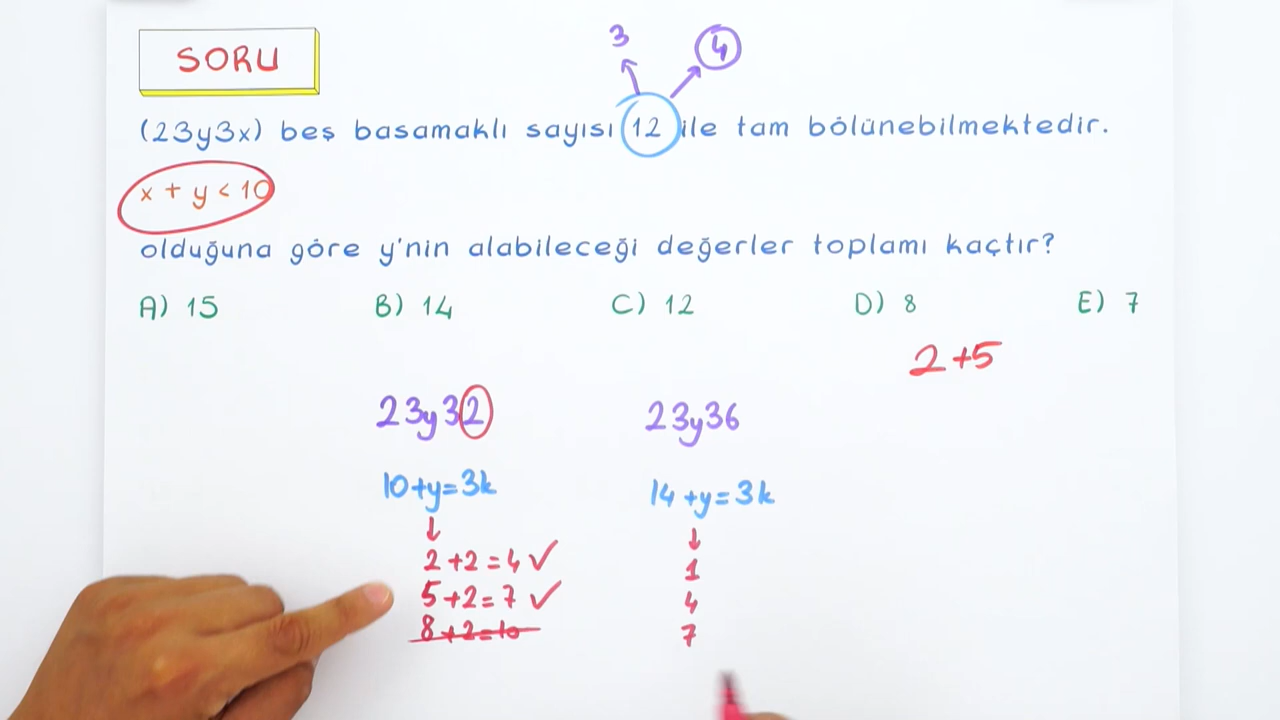 SORU
3 4
(23y3x) beş basamaklı sayısı 12 ile tam bölünebilmektedir.
x + y < 10
olduğuna göre y'nin alabileceği değerler toplamı kaçtır?
A) 15 B) 14 C) 12 D) 8 E) 7
2+5
23y32 23y36
10+y=3k 14+y=3k
↓ ↓
2+2=4 ✓ 1
5+2=7 ✓ 4
8+2=10 7